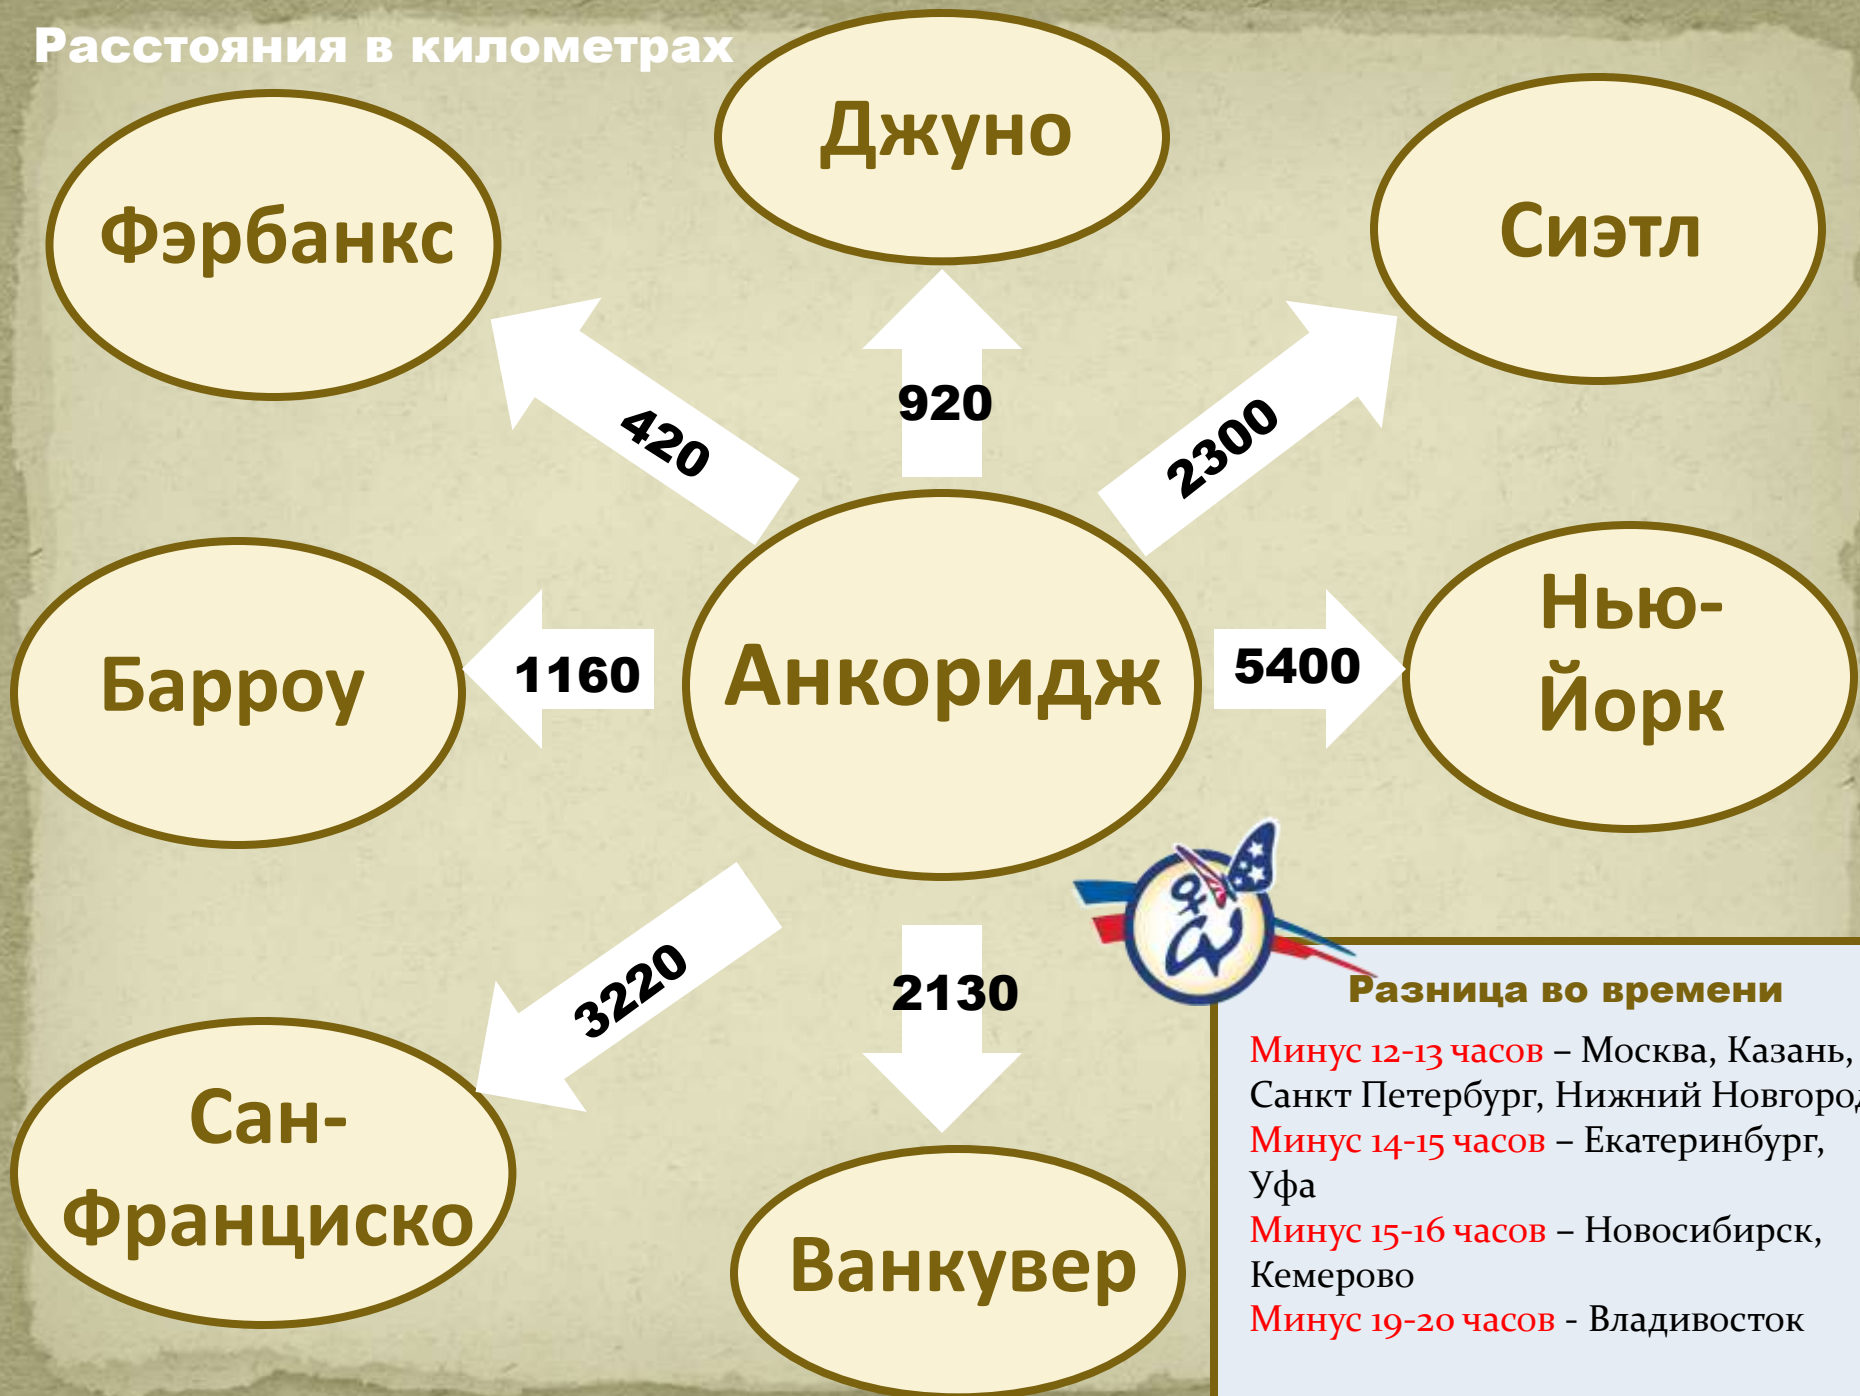 Расстояния в километрах
Джуно
Фэрбанкс
Сиэтл
920
420
2300
Нью-
Йорк
Барроу
1160
Анкоридж
5400
3220
2130
Сан-
Франциско
Ванкувер
Разница во времени
Минус 12-13 часов – Москва, Казань,
Санкт Петербург, Нижний Новгород
Минус 14-15 часов – Екатеринбург,
Уфа
Минус 15-16 часов – Новосибирск,
Кемерово
Минус 19-20 часов - Владивосток